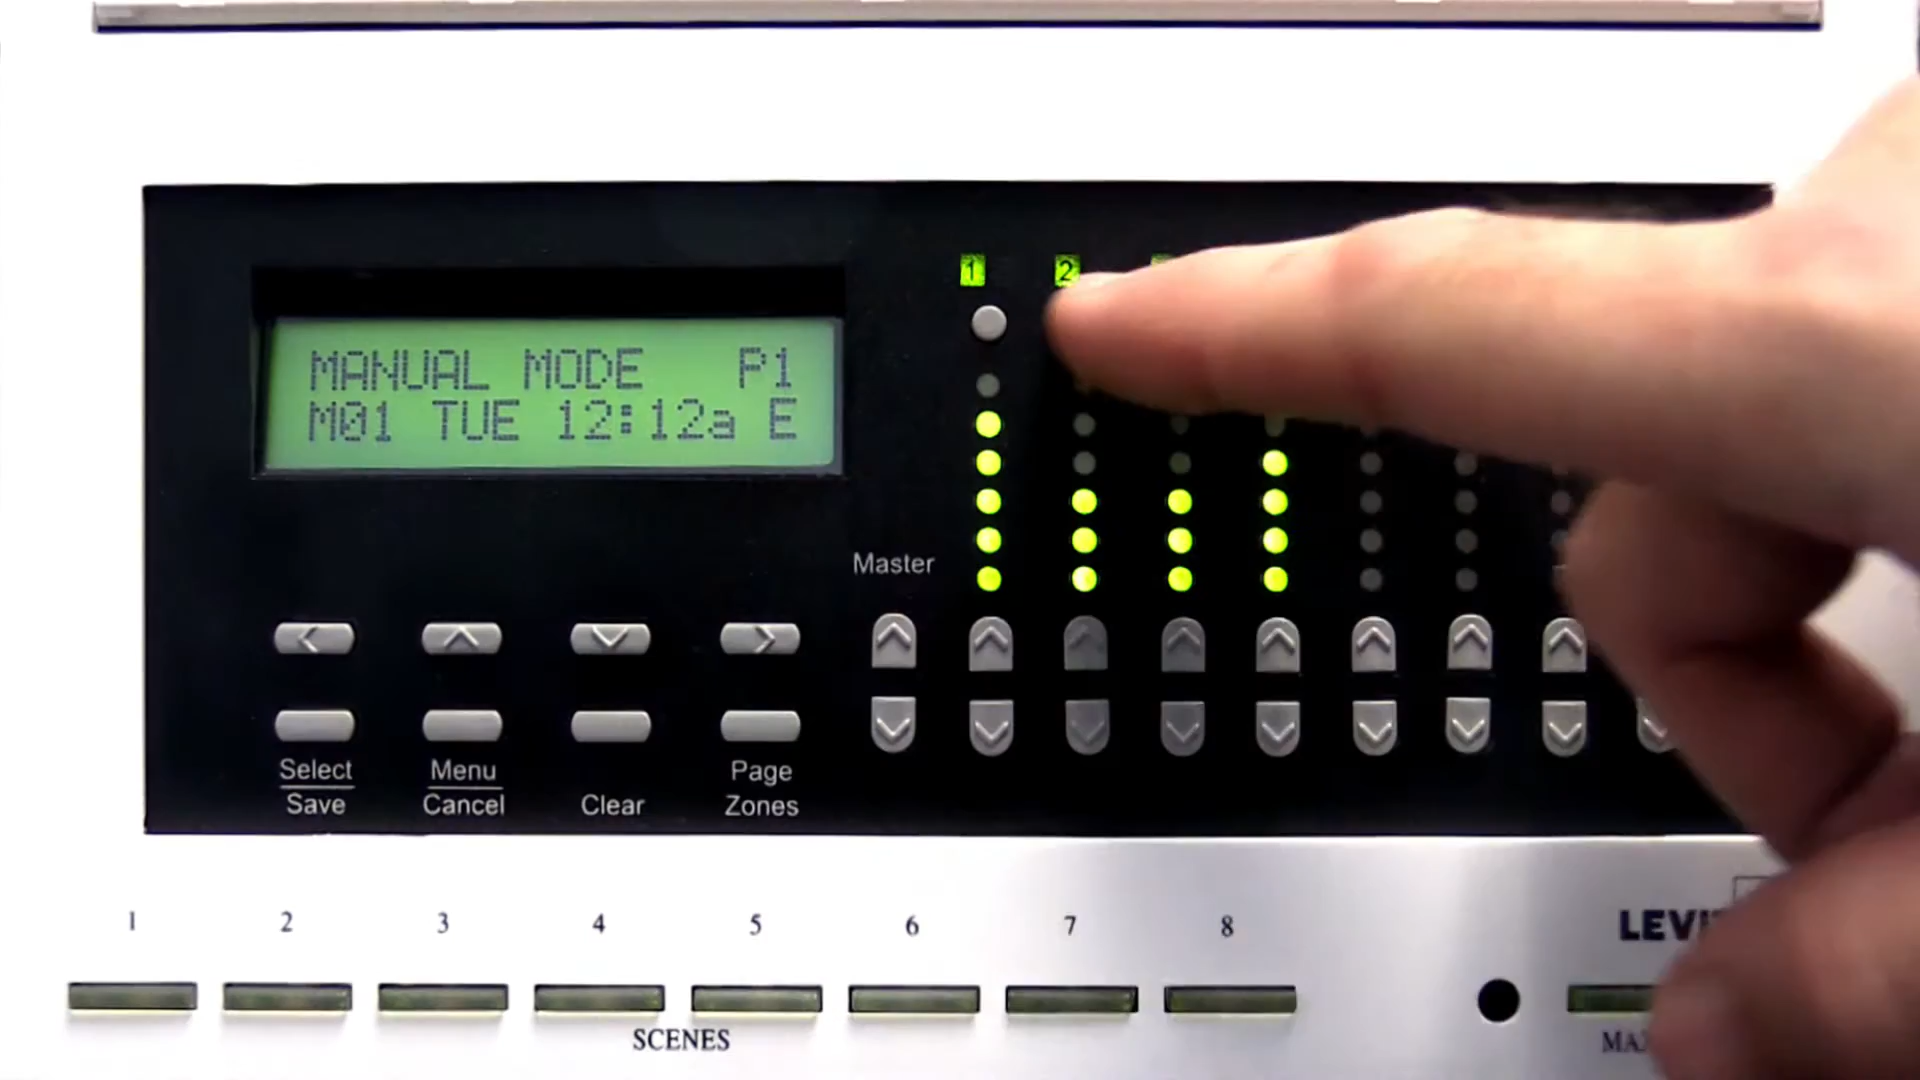 1 2
MANUAL MODE P1
M01 TUE 12:12a E
Master
Select
Save
Menu
Cancel
Clear
Page
Zones
1 2 3 4 5 6 7 8
SCENES